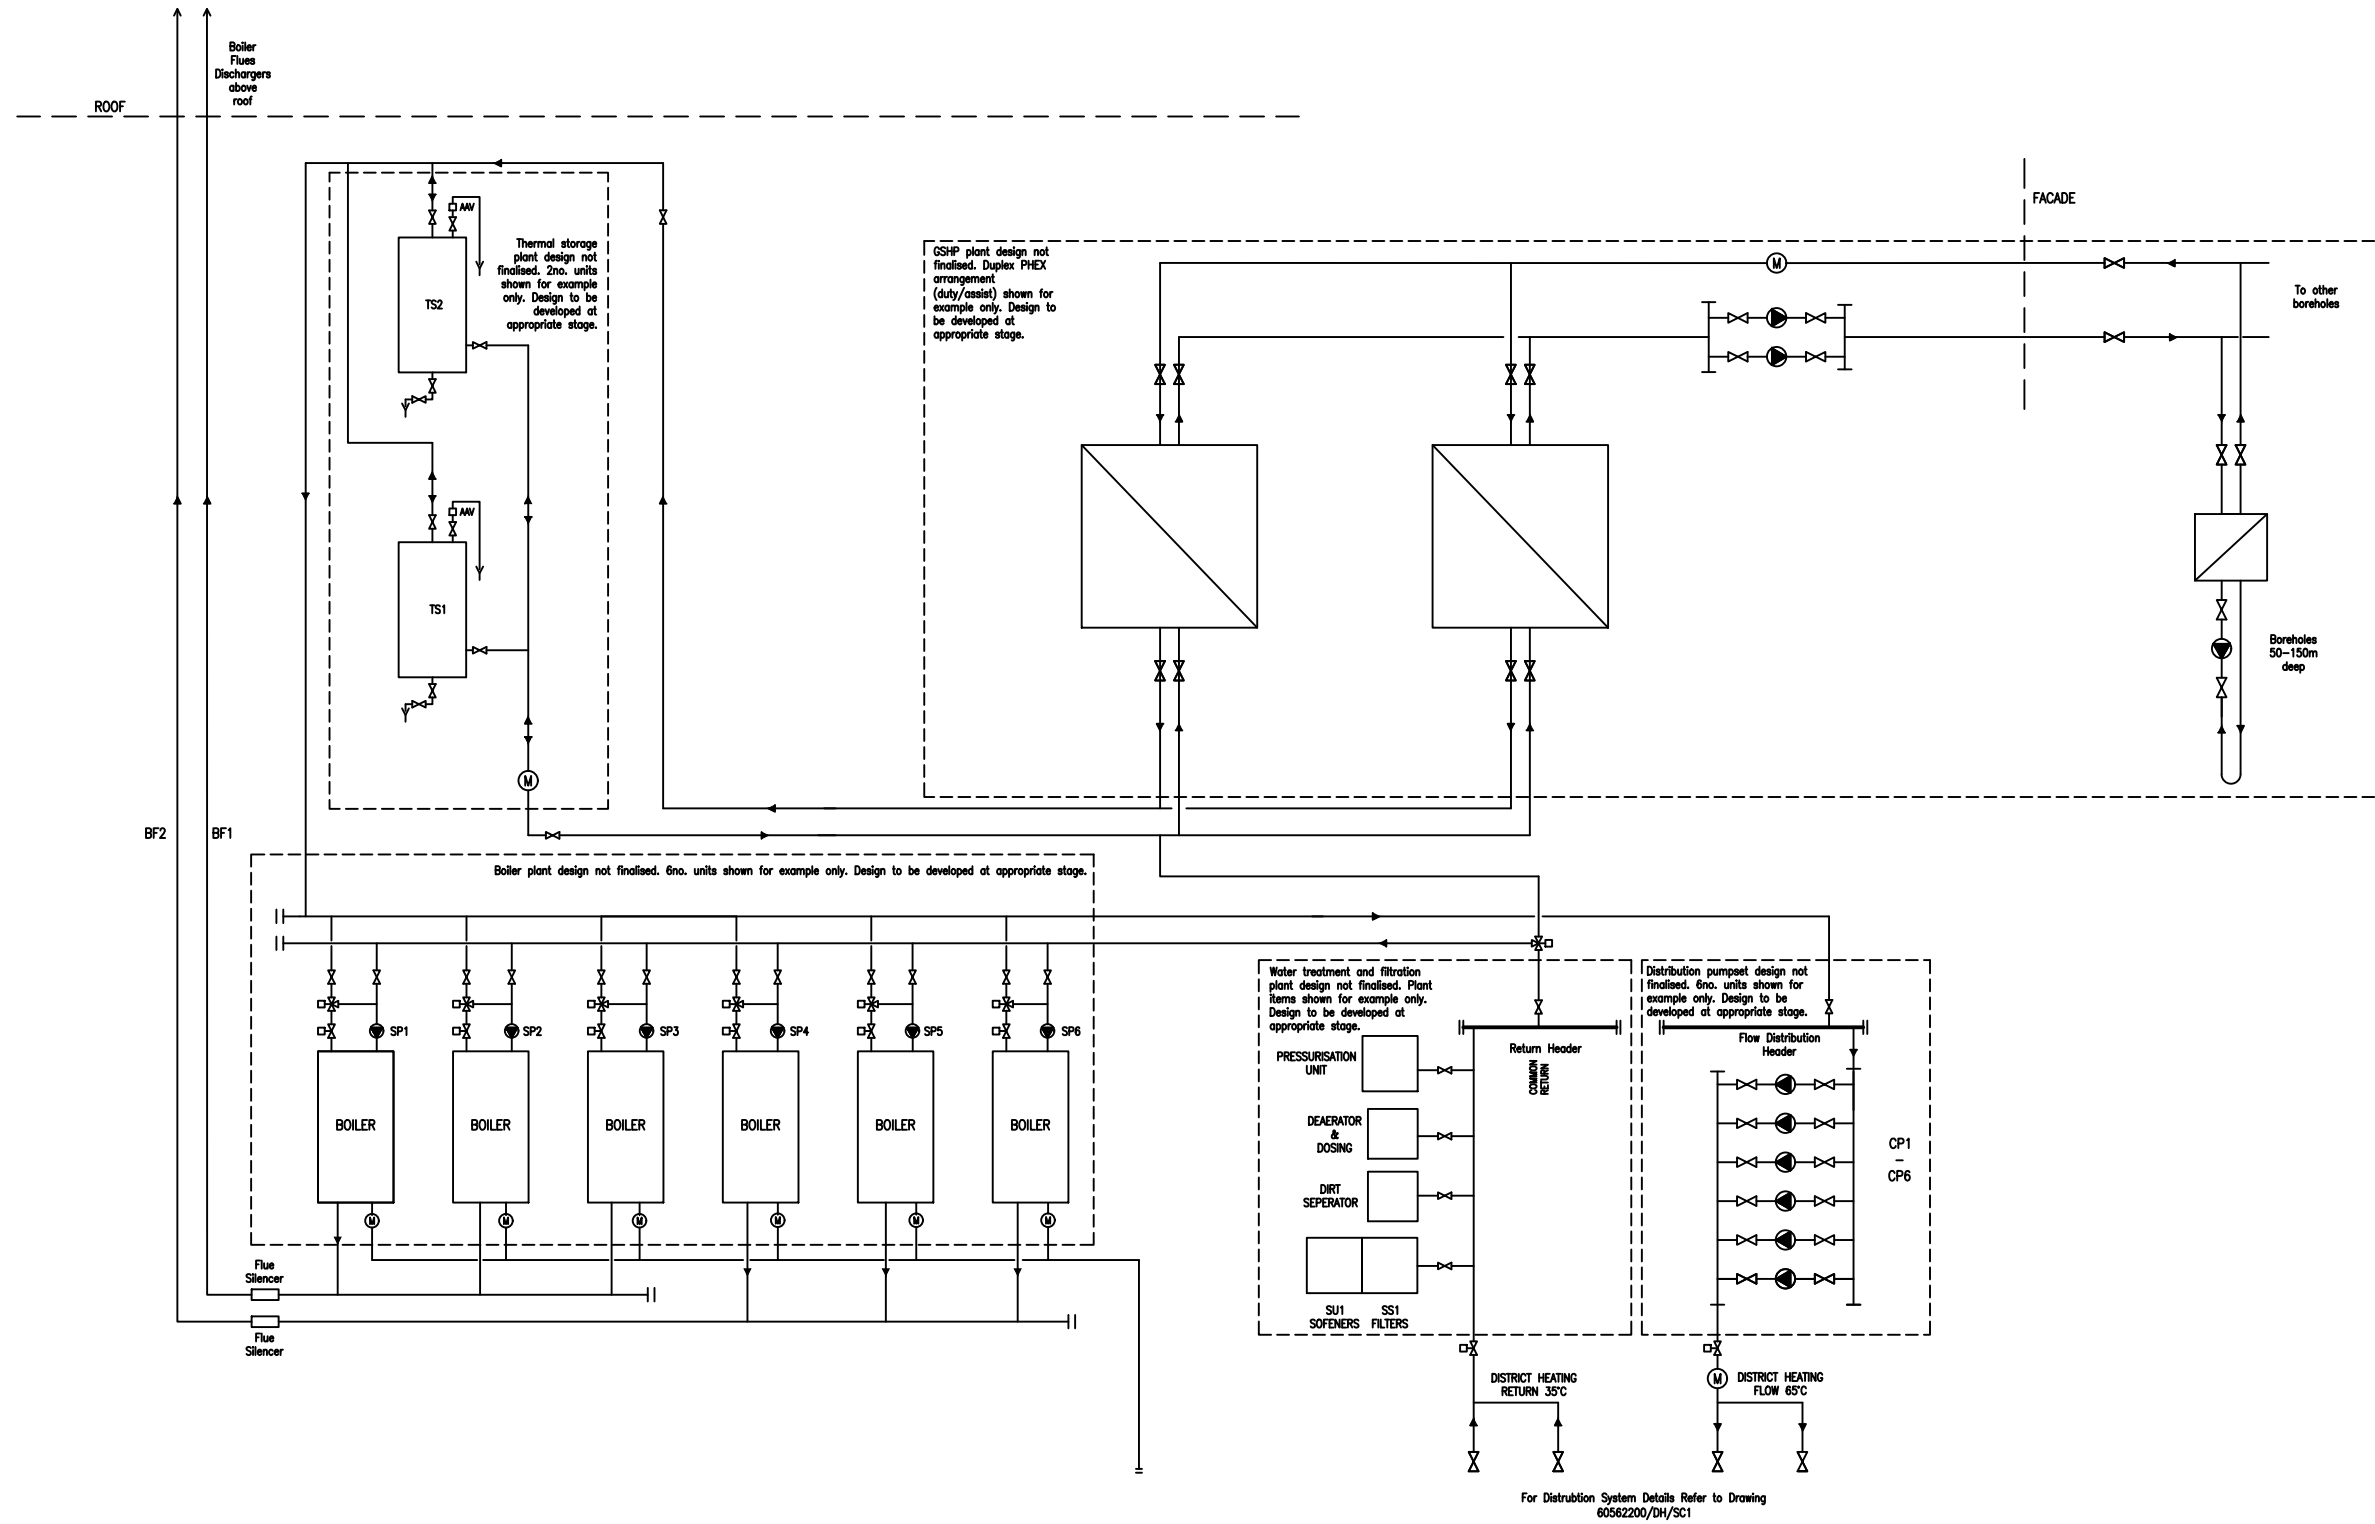 Boiler
Flues
Dischargers
above
roof
ROOF
FACADE
AAV
Thermal storage
plant design not
finalised. 2no. units
shown for example
only. Design to be
developed at
appropriate stage.
TS2
GSHP plant design not
finalised. Duplex PHEX
arrangement
(duty/assist) shown for
example only. Design to
be developed at
appropriate stage.
M
To other
boreholes
AAV
TS1
Boreholes
50-150m
deep
M
BF2
BF1
Boiler plant design not finalised. 6no. units shown for example only. Design to be developed at appropriate stage.
SP1
SP2
SP3
SP4
SP5
SP6
BOILER
BOILER
BOILER
BOILER
BOILER
BOILER
M
M
M
M
M
M
Flue
Silencer
Flue
Silencer
Water treatment and filtration
plant design not finalised. Plant
items shown for example only.
Design to be developed at
appropriate stage.
PRESSURISATION
UNIT
DEAERATOR
&
DOSING
DIRT
SEPERATOR
SU1
SOFENERS
SS1
FILTERS
Return Header
COMMON
RETURN
Distribution pumpset design not
finalised. 6no. units shown for
example only. Design to be
developed at appropriate stage.
Flow Distribution
Header
CP1
-
CP6
DISTRICT HEATING
RETURN 35°C
M
DISTRICT HEATING
FLOW 65°C
For Distrubtion System Details Refer to Drawing
60562200/DH/SC1